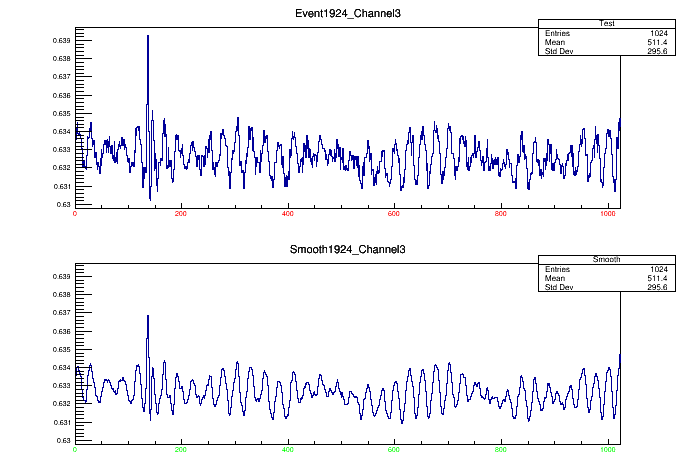 Event1924_Channel3
Test
Entries 1024
Mean 511.4
Std Dev 295.6
0.639
0.638
0.637
0.636
0.635
0.634
0.633
0.632
0.631
0.63
0 200 400 600 800 1000
Smooth1924_Channel3
Smooth
Entries 1024
Mean 511.4
Std Dev 295.6
0.639
0.638
0.637
0.636
0.635
0.634
0.633
0.632
0.631
0.63
0 200 400 600 800 1000